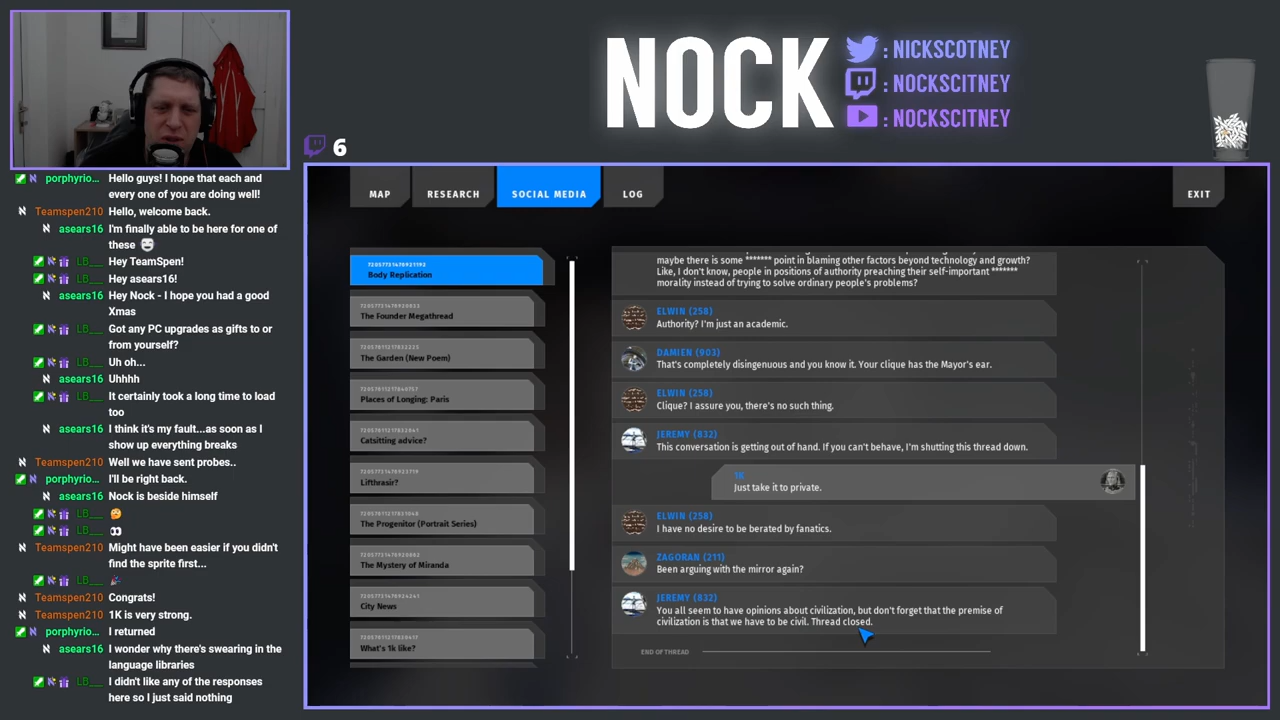 NOCK
: NICKSCOTNEY
: NOCKSCITNEY
: NOCKSCITNEY
6
porphyrio... Hello guys! I hope that each and
every one of you are doing well!
Teamspen210 Hello, welcome back.
asears16 I'm finally able to be here for one of
these
LB__ Hey TeamSpen!
LB__ Hey asears16!
asears16 Hey Nock - I hope you had a good
Xmas
LB__ Got any PC upgrades as gifts to or
from yourself?
LB__ Uh oh...
asears16 Uhhhh
LB__ It certainly took a long time to load
too
asears16 I think it's my fault...as soon as I
show up everything breaks
Teamspen210 Well we have sent probes..
porphyrio... I'll be right back.
asears16 Nock is beside himself
LB__
LB__
Teamspen210 Might have been easier if you didn't
find the sprite first...
LB__
Teamspen210 Congrats!
Teamspen210 1K is very strong.
porphyrio... I returned
asears16 I wonder why there's swearing in the
language libraries
LB__ I didn't like any of the responses
here so I just said nothing
MAP
RESEARCH
SOCIAL MEDIA
LOG
EXIT
Body Replication
The Founder Megathread
The Garden (New Poem)
Places of Longing: Paris
Catsitting advice?
Lifthrasir?
The Progenitor (Portrait Series)
The Mystery of Miranda
City News
What's 1k like?
maybe there is some ******* point in blaming other factors beyond technology and growth?
Like, I don't know, people in positions of authority preaching their self-important *******
morality instead of trying to solve ordinary people's problems?
ELWIN (258)
Authority? I'm just an academic.
DAMIEN (903)
That's completely disingenuous and you know it. Your clique has the Mayor's ear.
ELWIN (258)
Clique? I assure you, there's no such thing.
JEREMY (832)
This conversation is getting out of hand. If you can't behave, I'm shutting this thread down.
1K
Just take it to private.
ELWIN (258)
I have no desire to be berated by fanatics.
ZAGORAN (211)
Been arguing with the mirror again?
JEREMY (832)
You all seem to have opinions about civilization, but don't forget that the premise of
civilization is that we have to be civil. Thread closed.
END OF THREAD